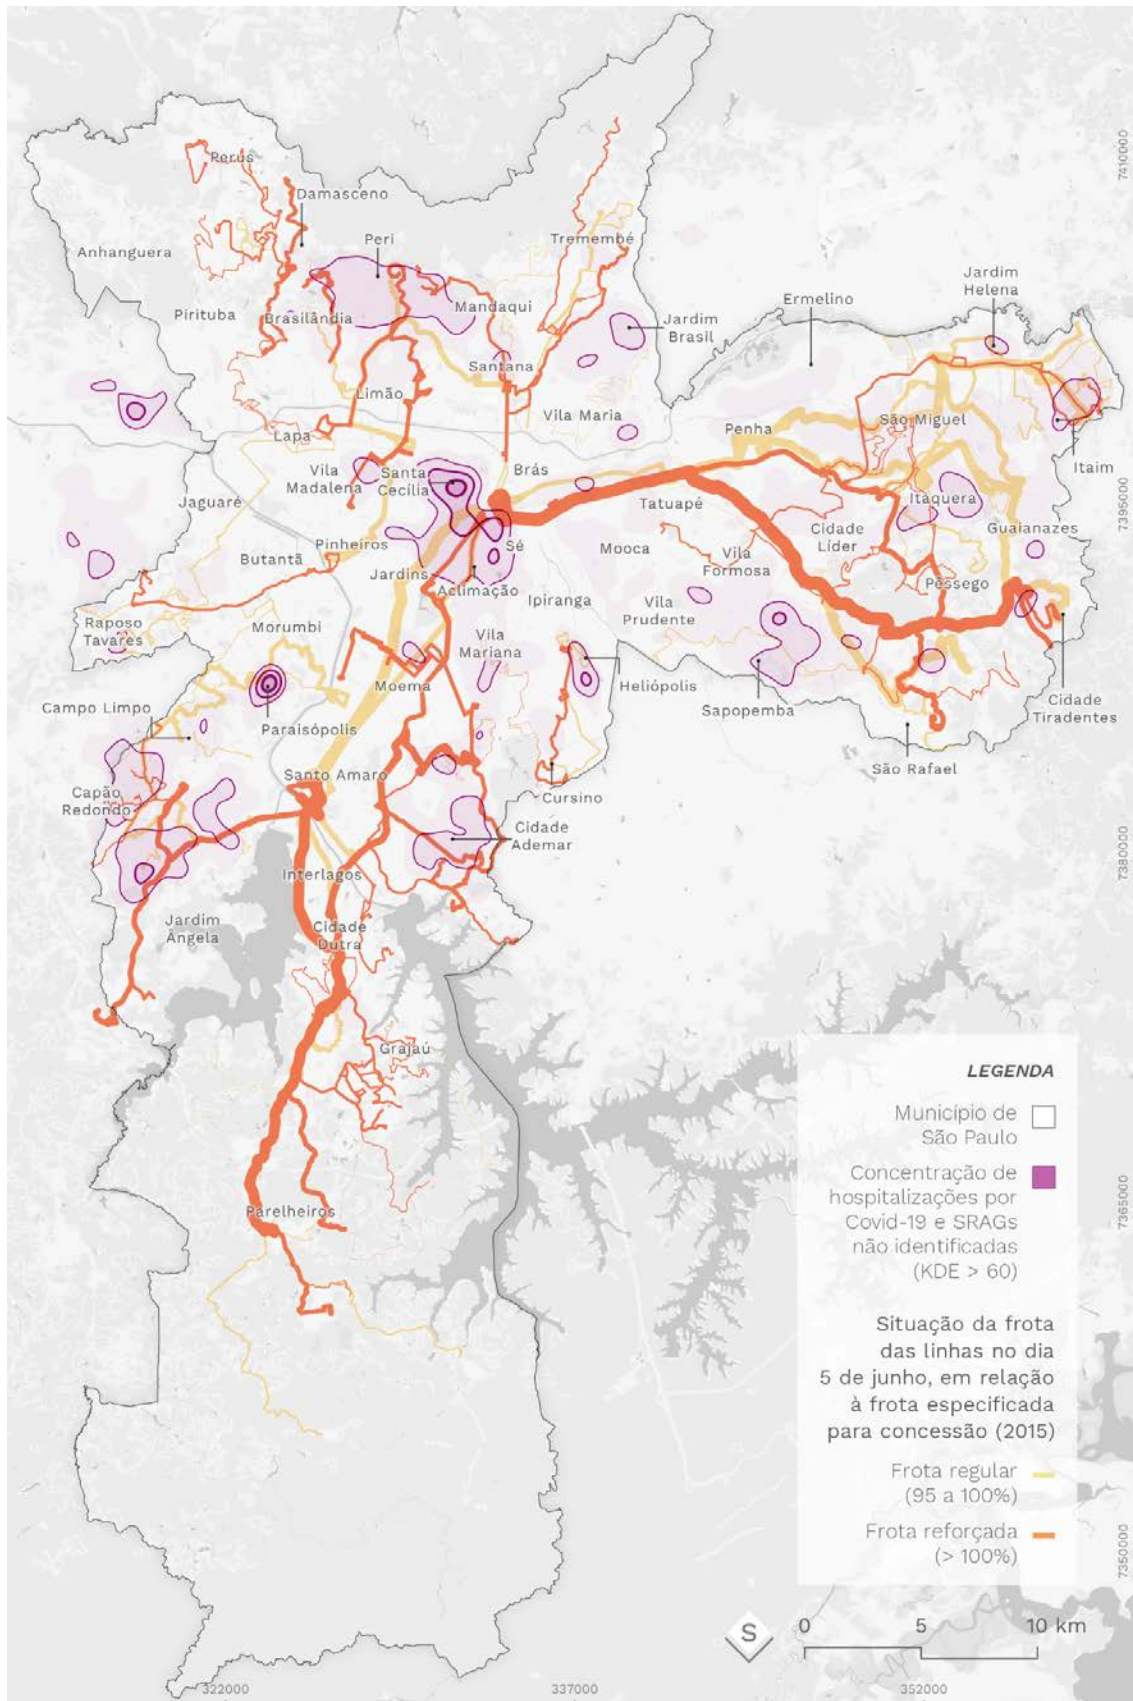 7410000
Perus
Damasceno
Anhanguera
Peri
Tremembé
Jardim
Helena
Ermelino
Pirituba
Brasilândia
Mandaqui
Jardim
Brasil
Santana
Limão
Vila Maria
São Miguel
Lapa
Penha
Itaim
Vila
Madalena
Santa
Cecília
Brás
7395000
Jaguaré
Tatuapé
Itaquera
Cidade
Líder
Guaianazes
Pinheiros
Sé
Mooca
Butantã
Vila
Formosa
Jardins
Aclimação
Pêssego
Ipiranga
Vila
Prudente
Raposo
Tavares
Morumbi
Vila
Mariana
Moema
Heliópolis
Campo Limpo
Paraisópolis
Sapopemba
Cidade
Tiradentes
São Rafael
Santo Amaro
Capão
Redondo
Cursino
Cidade
Ademar
7380000
Interlagos
Jardim
Ângela
Cidade
Dutra
Grajaú
Parelheiros
LEGENDA
Município de
São Paulo
Concentração de
hospitalizações por
Covid-19 e SRAGs
não identificadas
(KDE > 60)
7365000
Situação da frota
das linhas no dia
5 de junho, em relação
à frota especificada
para concessão (2015)
Frota regular
(95 a 100%)
Frota reforçada
(> 100%)
7350000
S
0 5 10 km
322000 337000 352000